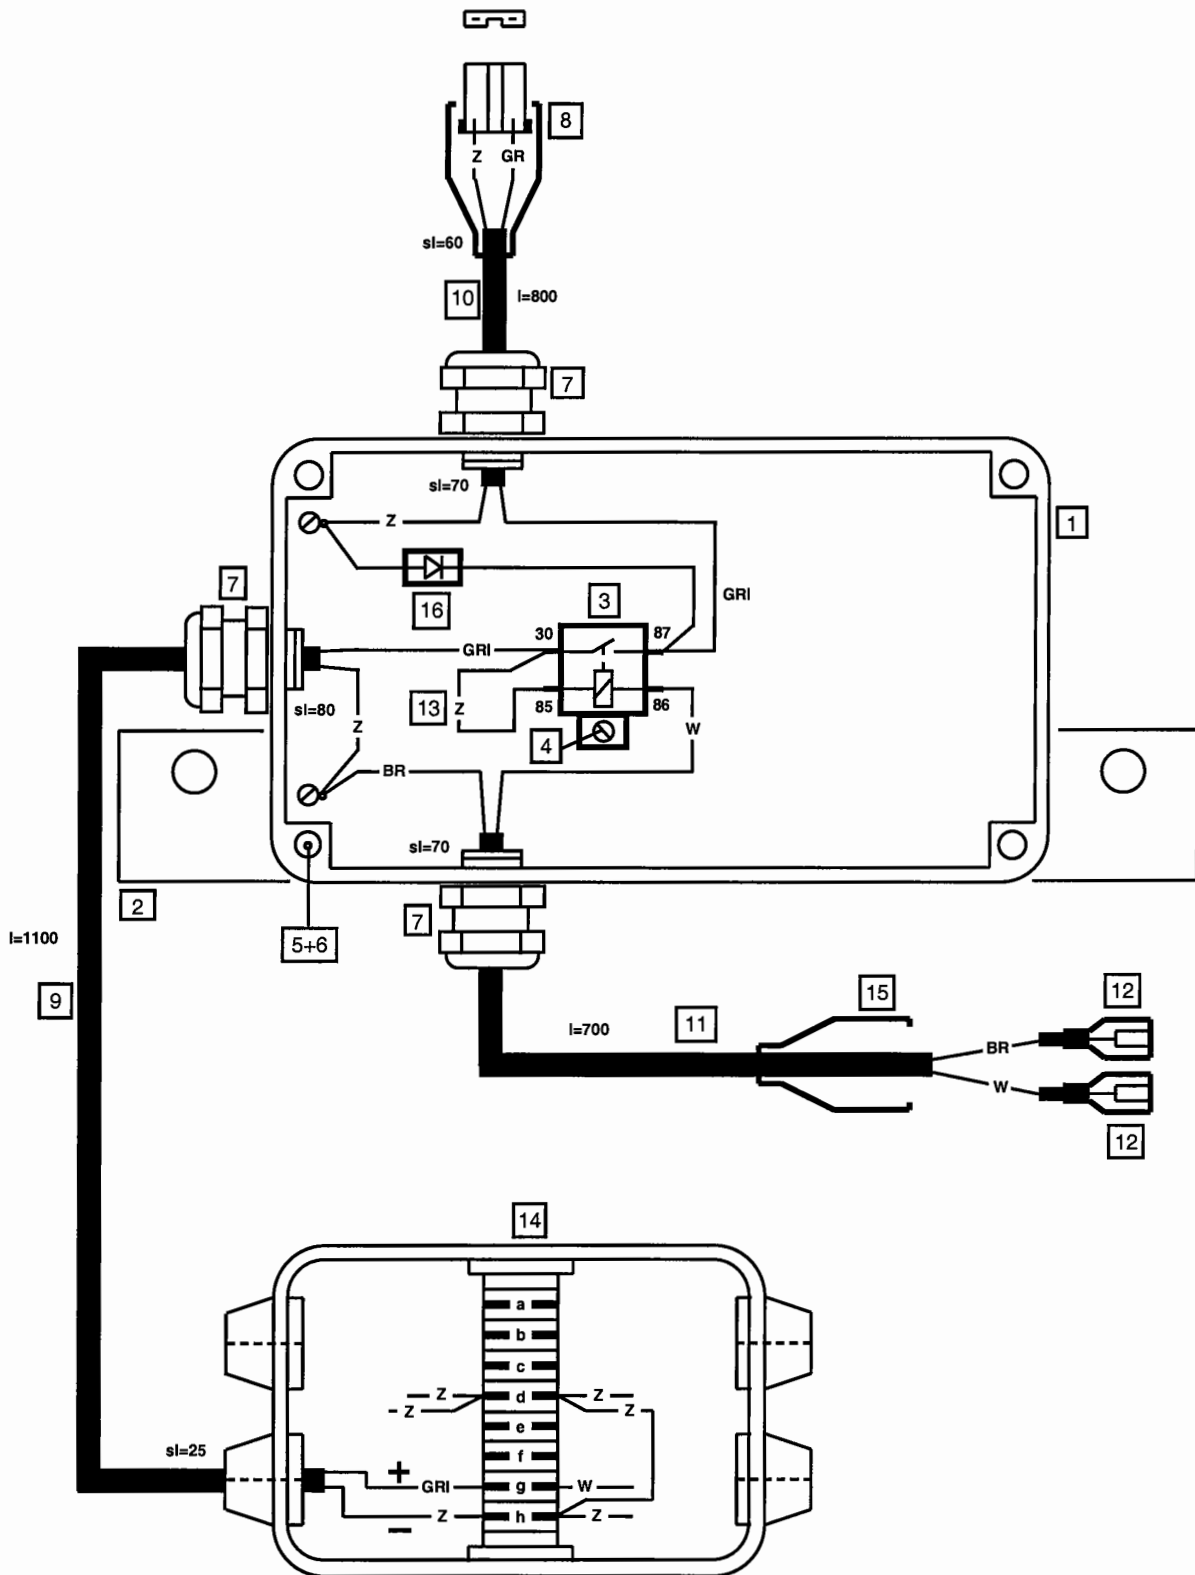 8
Z GR
sl=60
10
l=800
7
sl=70
1
Z
7
16
3
GRI
30
87
GRI
13
Z
85
86
sl=80
Z
4
W
BR
sl=70
2
7
5+6
l=1100
9
15
12
l=700
11
BR
W
12
14
a
b
c
Z d Z
Z Z
e
sl=25
f
+
GRI g W
Z h Z
−